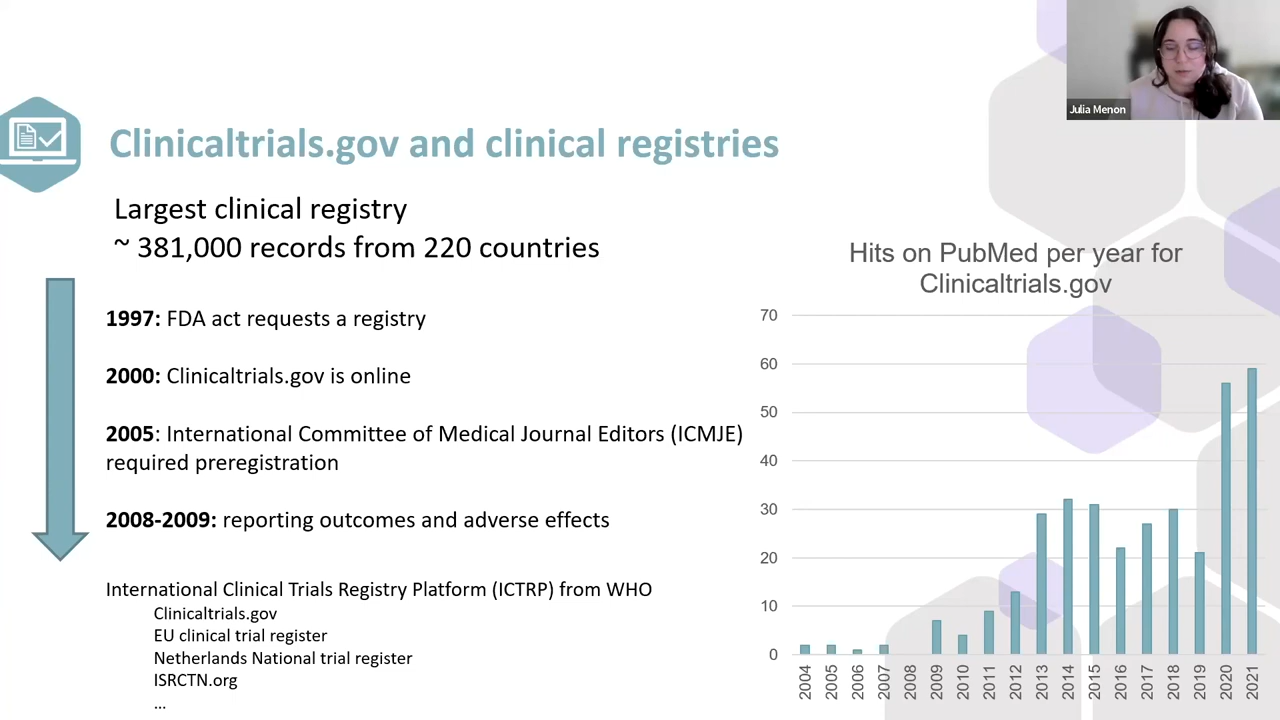 Julia Menon
Clinicaltrials.gov and clinical registries
Largest clinical registry
~ 381,000 records from 220 countries
1997: FDA act requests a registry
2000: Clinicaltrials.gov is online
2005: International Committee of Medical Journal Editors (ICMJE)
required preregistration
2008-2009: reporting outcomes and adverse effects
International Clinical Trials Registry Platform (ICTRP) from WHO
Clinicaltrials.gov
EU clinical trial register
Netherlands National trial register
ISRCTN.org
...
Hits on PubMed per year for
Clinicaltrials.gov
70
60
50
40
30
20
10
0
2004 2005 2006 2007 2008 2009 2010 2011 2012 2013 2014 2015 2016 2017 2018 2019 2020 2021